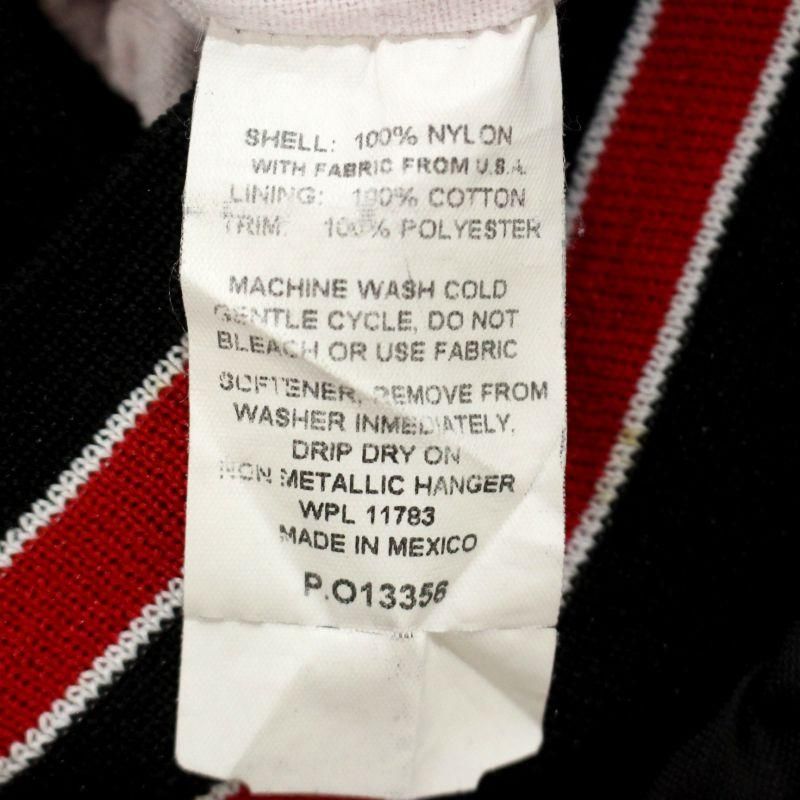 SHELL: 100% NYLON
WITH FABRIC FROM U.S.A.
LINING: 100% COTTON
TRIM: 100% POLYESTER
MACHINE WASH COLD
GENTLE CYCLE, DO NOT
BLEACH OR USE FABRIC
SOFTENER, REMOVE FROM
WASHER INMEDIATELY.
DRIP DRY ON
NON METALLIC HANGER
WPL 11783
MADE IN MEXICO
P.O13356